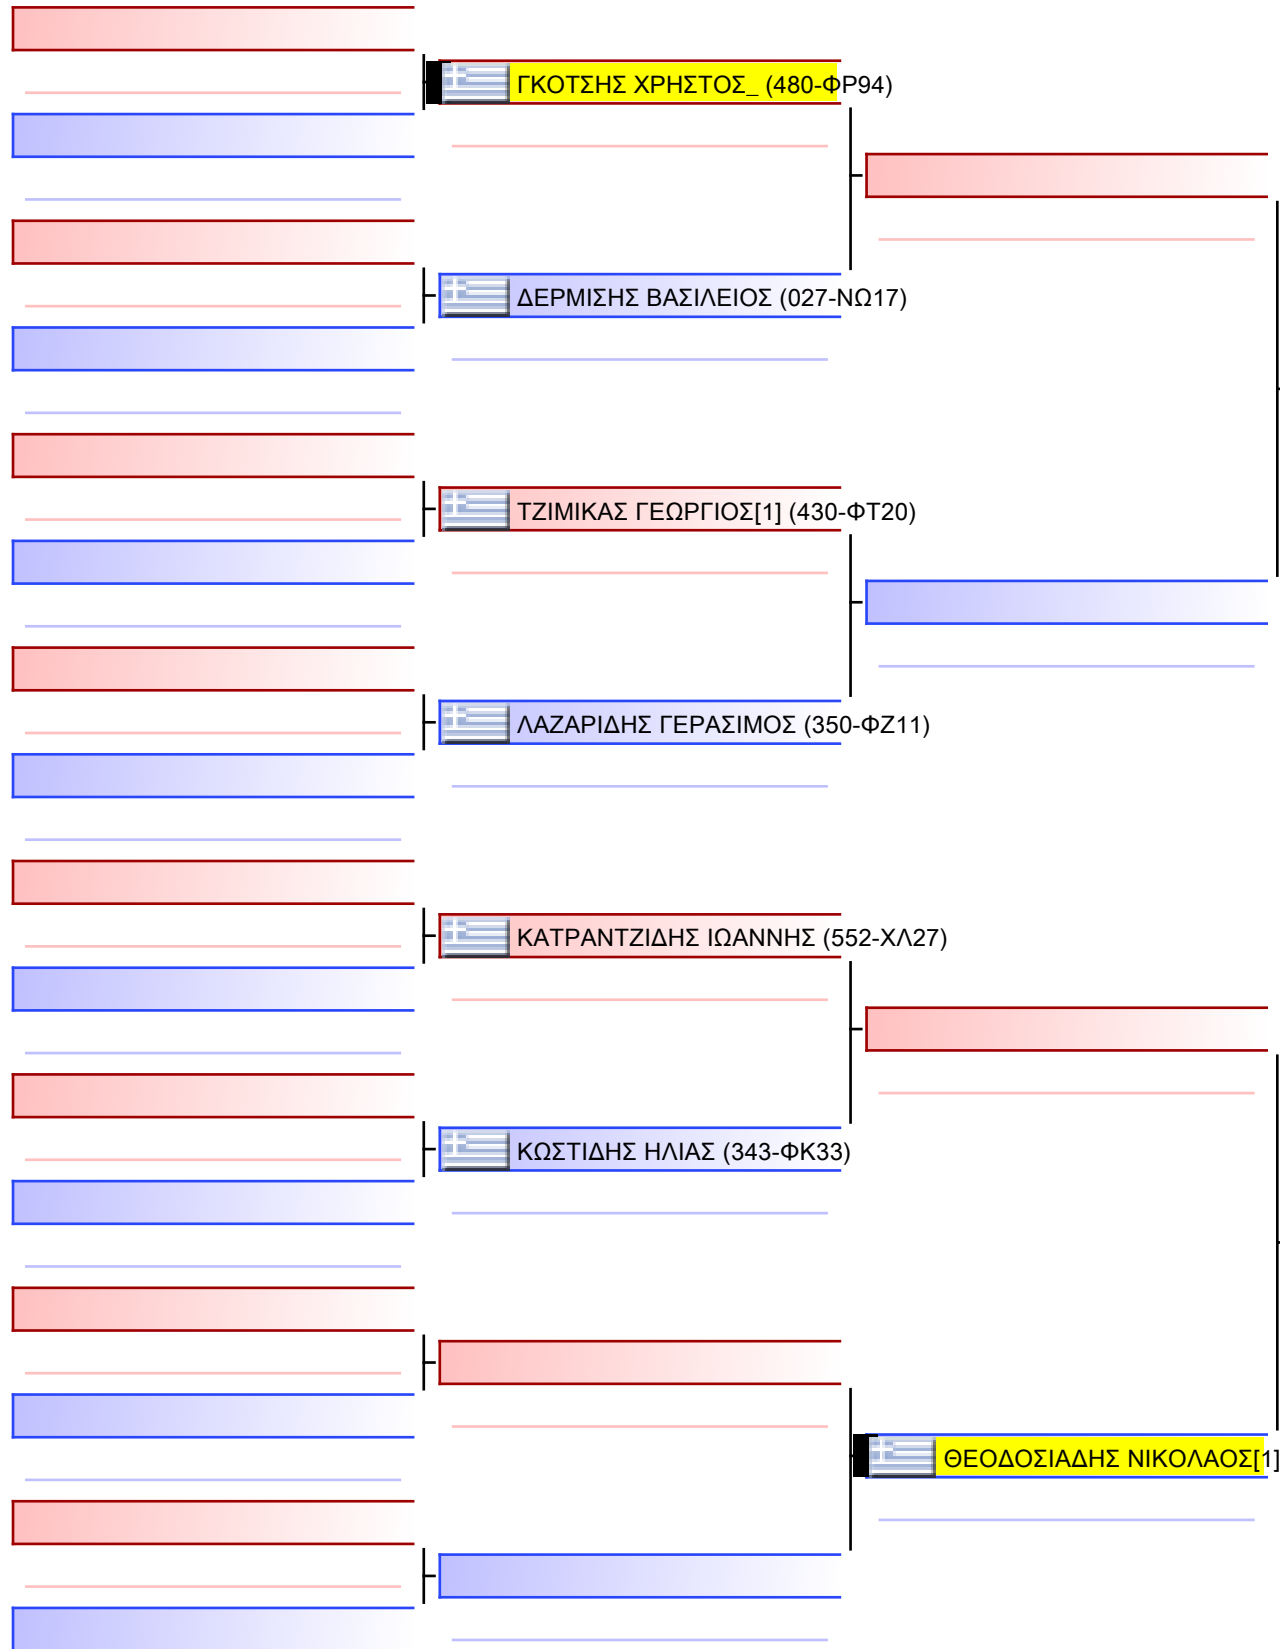 ΓΚΟΤΣΗΣ ΧΡΗΣΤΟΣ_ (480-ΦΡ94)
ΔΕΡΜΙΣΗΣ ΒΑΣΙΛΕΙΟΣ (027-ΝΩ17)
ΤΖΙΜΙΚΑΣ ΓΕΩΡΓΙΟΣ[1] (430-ΦΤ20)
ΛΑΖΑΡΙΔΗΣ ΓΕΡΑΣΙΜΟΣ (350-ΦΖ11)
ΚΑΤΡΑΝΤΖΙΔΗΣ ΙΩΑΝΝΗΣ (552-ΧΛ27)
ΚΩΣΤΙΔΗΣ ΗΛΙΑΣ (343-ΦΚ33)
ΘΕΟΔΟΣΙΑΔΗΣ ΝΙΚΟΛΑΟΣ[1]